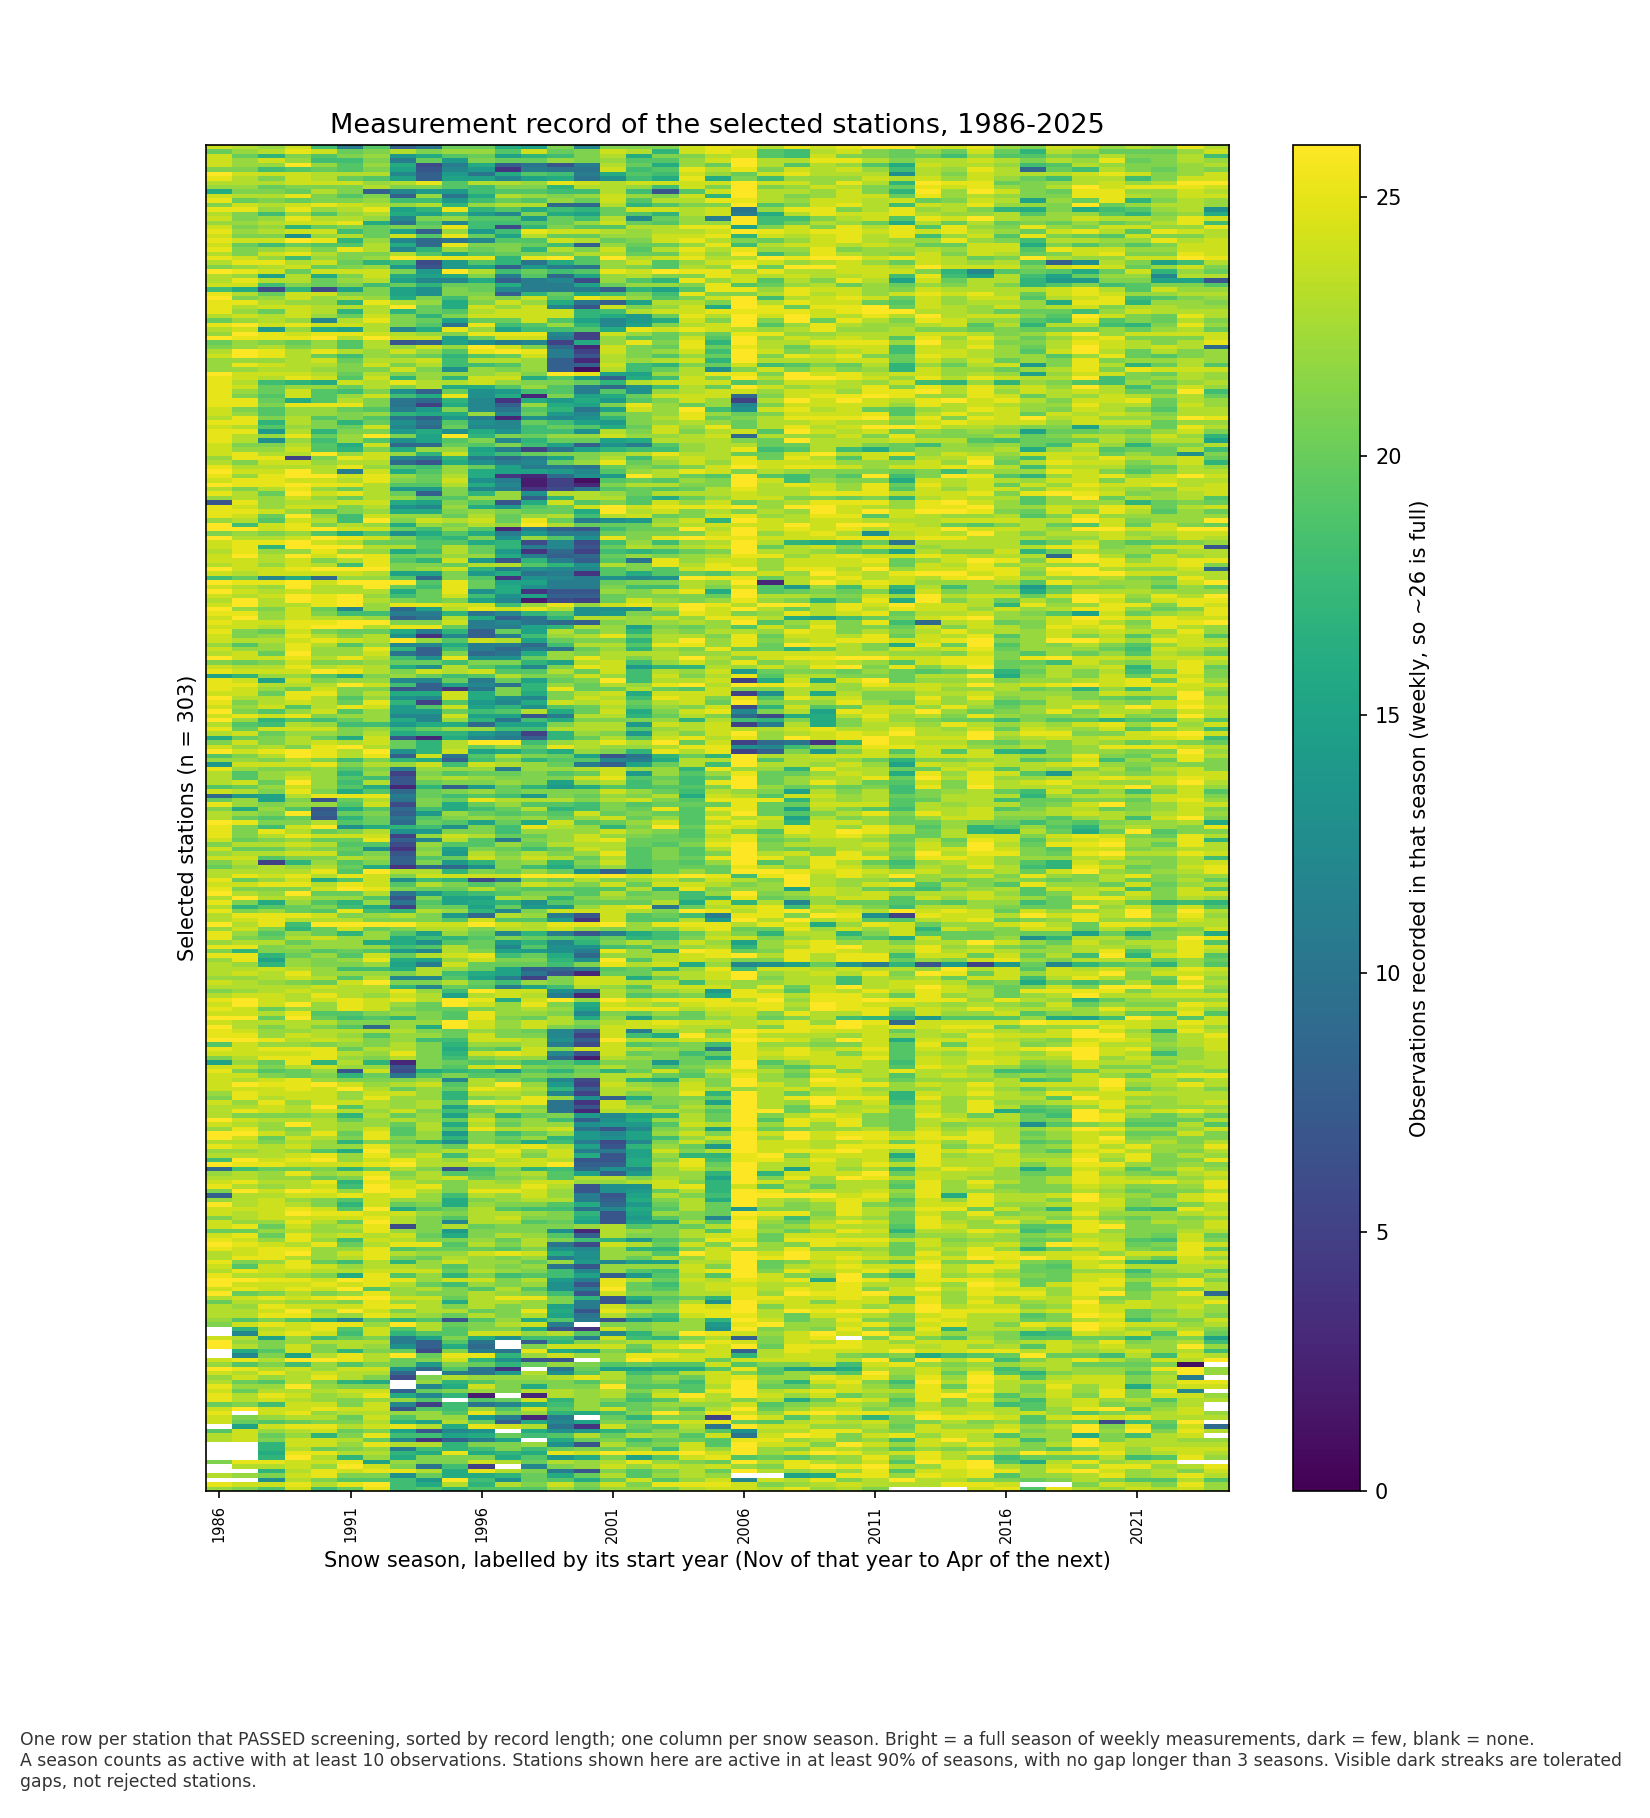 Measurement record of the selected stations, 1986-2025
Selected stations (n = 303)
1986
1991
1996
2001
2006
2011
2016
2021
Snow season, labelled by its start year (Nov of that year to Apr of the next)
25
20
15
10
5
0
Observations recorded in that season (weekly, so ~26 is full)
One row per station that PASSED screening, sorted by record length; one column per snow season. Bright = a full season of weekly measurements, dark = few, blank = none.
A season counts as active with at least 10 observations. Stations shown here are active in at least 90% of seasons, with no gap longer than 3 seasons. Visible dark streaks are tolerated
gaps, not rejected stations.